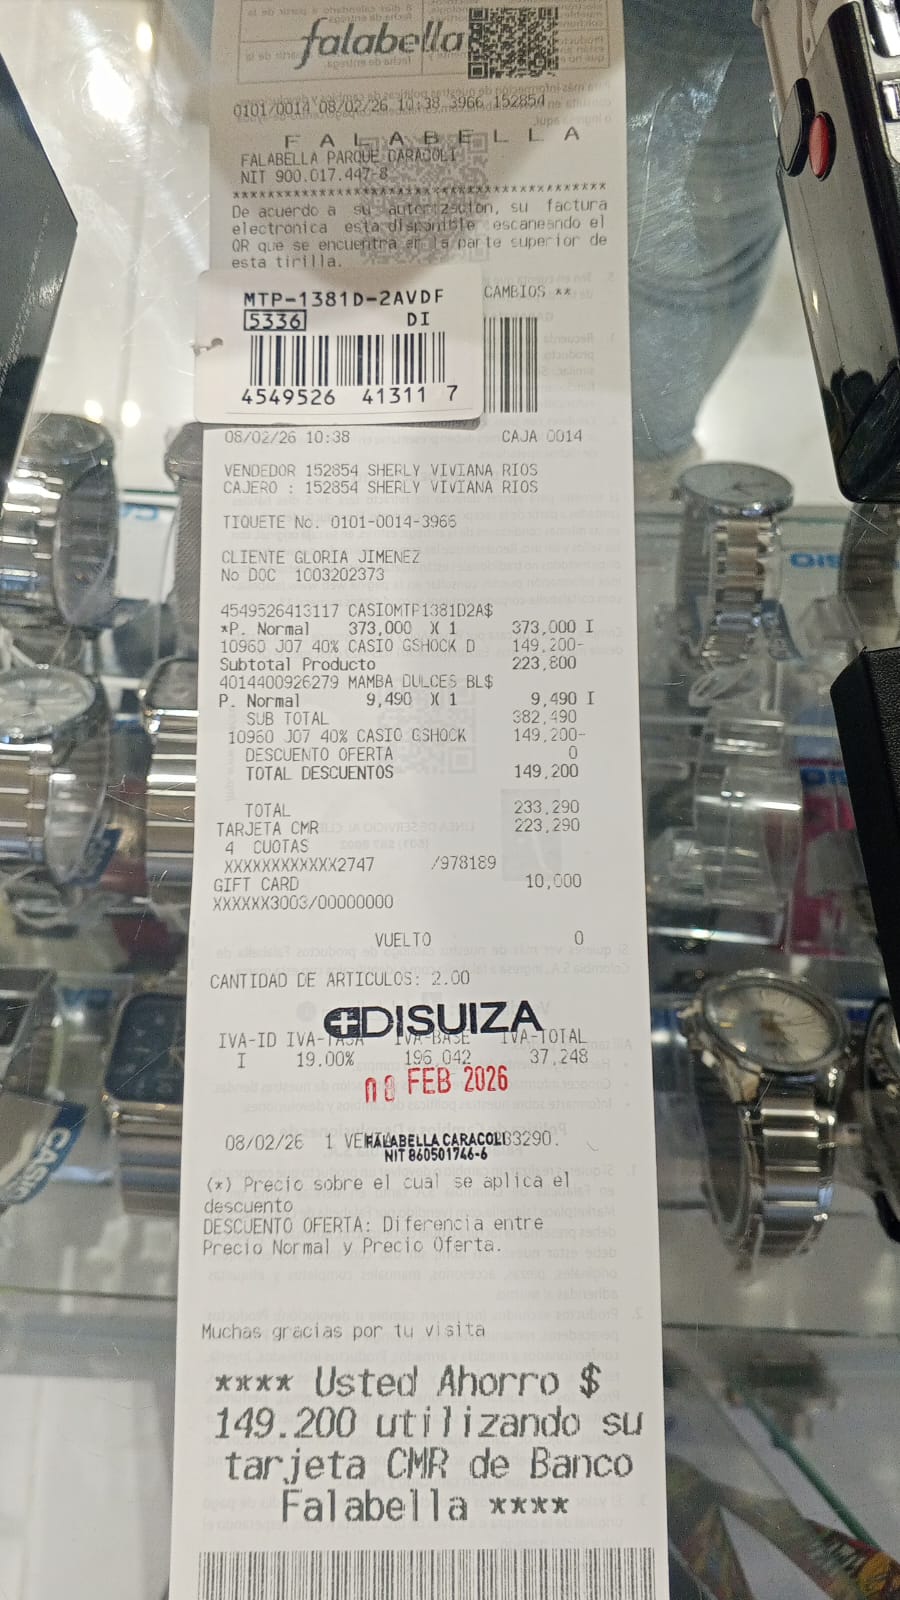 falabella
0101/0014 08/02/26 10:38 3966 152854
F A L A B E L L A
FALABELLA PARQUE CARACOLI
NIT 900.017.447-8
****************************************
De acuerdo a su autorizacion, su factura
electronica esta disponible escaneando el
QR que se encuentra en la parte superior de
esta tirilla.
CAMBIOS **
MTP-1381D-2AVDF
5336 DI
4549526 41311 7
08/02/26 10:38 CAJA 0014
VENDEDOR 152854 SHERLY VIVIANA RIOS
CAJERO : 152854 SHERLY VIVIANA RIOS
TIQUETE No. 0101-0014-3966
CLIENTE GLORIA JIMENEZ
No DOC 1003202373
4549526413117 CASIOMTP1381D2A$
*P. Normal 373,000 X 1 373,000 I
10960 J07 40% CASIO GSHOCK D 149,200-
Subtotal Producto 223,800
4014400926279 MAMBA DULCES BL$
P. Normal 9,490 X 1 9,490 I
SUB TOTAL 382,490
10960 J07 40% CASIO GSHOCK 149,200-
DESCUENTO OFERTA 0
TOTAL DESCUENTOS 149,200
TOTAL 233,290
TARJETA CMR 223,290
4 CUOTAS
XXXXXXXXXXXX2747 /978189
GIFT CARD 10,000
XXXXXX3003/00000000
VUELTO 0
CANTIDAD DE ARTICULOS: 2.00
DISUIZA
IVA-ID IVA-TASA IVA-BASE IVA-TOTAL
I 19.00% 196,042 37,248
08 FEB 2026
08/02/26 1 VE 3290.
FALABELLA CARACOLI
NIT 860501746-6
(*) Precio sobre el cual se aplica el
descuento
DESCUENTO OFERTA: Diferencia entre
Precio Normal y Precio Oferta.
Muchas gracias por tu visita
**** Usted Ahorro $
149.200 utilizando su
tarjeta CMR de Banco
Falabella ****
CASIO